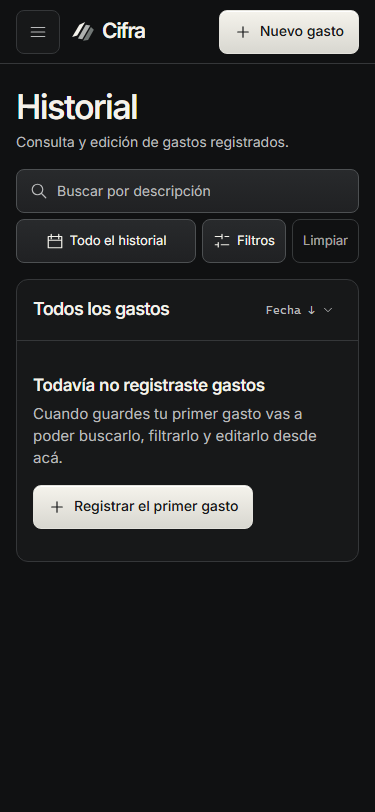 Cifra
Nuevo gasto
Historial
Consulta y edición de gastos registrados.
Buscar por descripción
Todo el historial
Filtros
Limpiar
Todos los gastos
Fecha ↓
Todavía no registraste gastos
Cuando guardes tu primer gasto vas a
poder buscarlo, filtrarlo y editarlo desde
acá.
Registrar el primer gasto